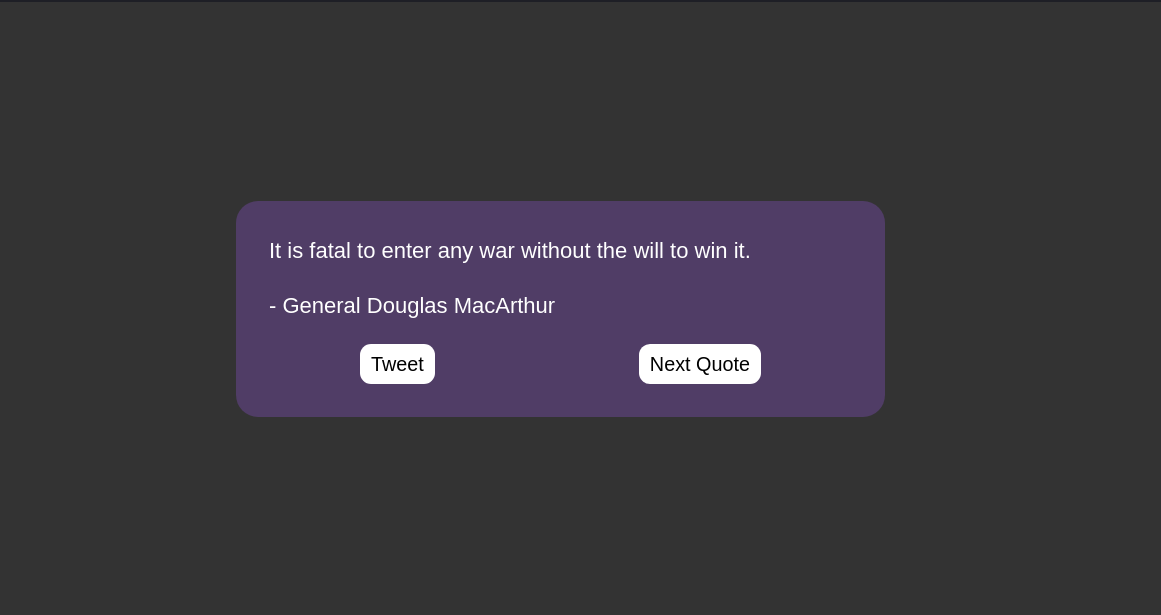 It is fatal to enter any war without the will to win it.
- General Douglas MacArthur
Tweet Next Quote